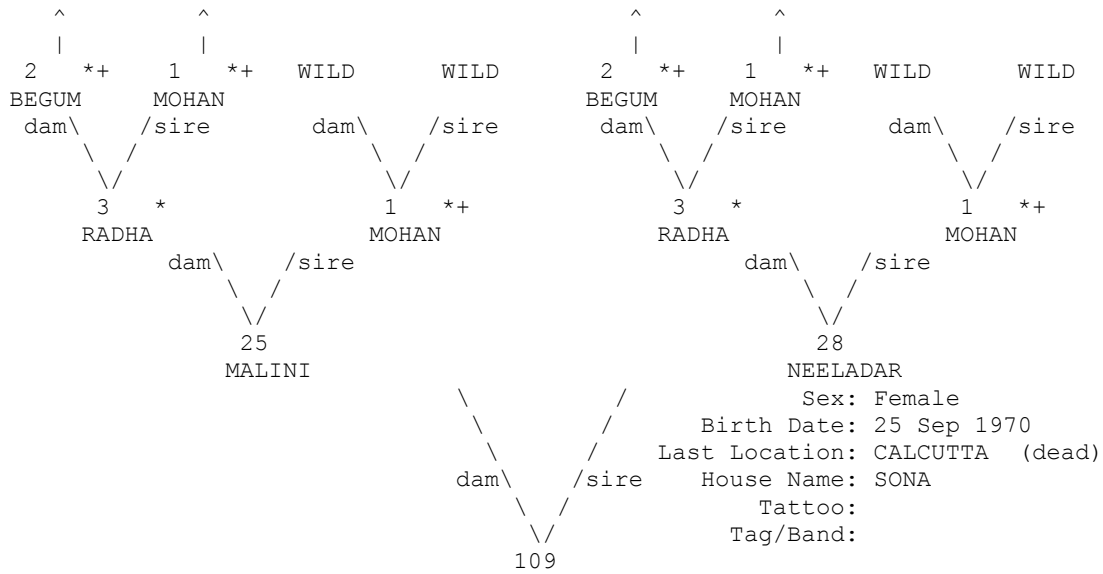 ^ ^ ^ ^
| | | |
2 *+ 1 *+ WILD WILD 2 *+ 1 *+ WILD WILD
BEGUM MOHAN BEGUM MOHAN
dam\ /sire dam\ /sire dam\ /sire dam\ /sire
\ / \ / \ / \ /
\/ \/ \/ \/
3 * 1 *+ 3 * 1 *+
RADHA MOHAN RADHA MOHAN
dam\ /sire dam\ /sire
\ / \ /
\/ \/
25 28
MALINI NEELADAR
\ / Sex: Female
\ / Birth Date: 25 Sep 1970
\ / Last Location: CALCUTTA (dead)
dam\ /sire House Name: SONA
\ / Tattoo:
\/ Tag/Band:
109